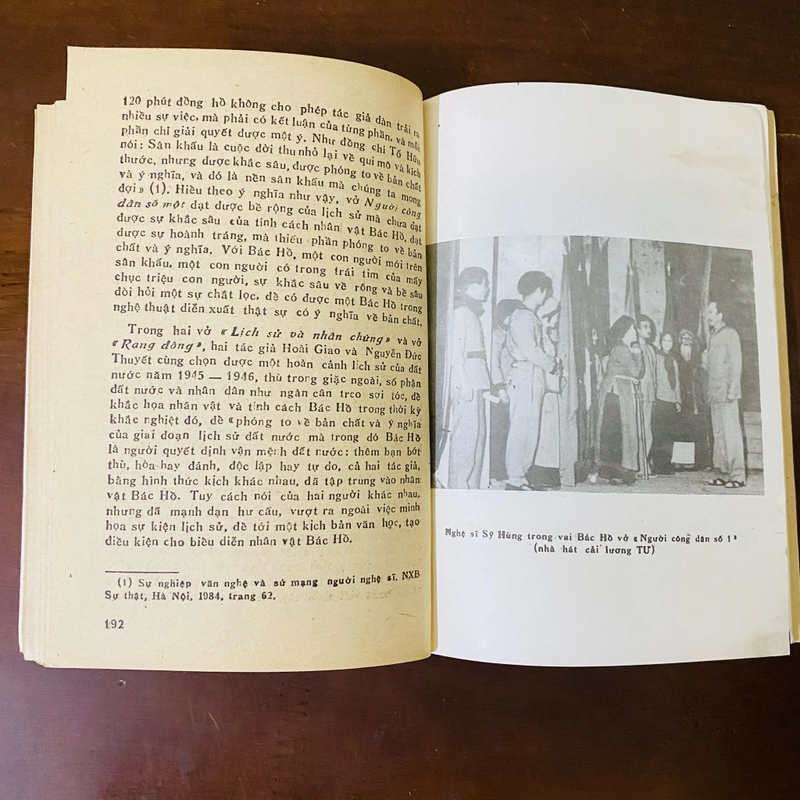 120 phút đồng hồ không cho phép tác giả dàn trải ra
nhiều sự việc, mà phải có kết luận của từng phần, và mỗi
phần chỉ giải quyết được một ý. Như đồng chí Tố Hữu
nói: Sân khấu là cuộc đời thu nhỏ lại về qui mô và kích
thước, nhưng được khắc sâu, được phóng to về bản chất
và ý nghĩa, và đó là nền sân khấu mà chúng ta mong
đợi» (1). Hiểu theo ý nghĩa như vậy, vở Người công
dân số một đạt được bề rộng của lịch sử mà chưa đạt
được sự khắc sâu «của tính cách nhân vật Bác Hồ, đạt
được sự hoành tráng, mà thiếu phần phóng to về bản
chất và ý nghĩa. Với Bác Hồ, một con người mới trên
sân khấu, một con người có trong trái tim của mấy
chục triệu con người, sự khắc sâu về rộng và bề sâu
đòi hỏi một sự chắt lọc, để có được một Bác Hồ trong
nghệ thuật diễn xuất thật sự có ý nghĩa về bản chất.
Trong hai vở «Lịch sử và nhân chứng» và vở
«Rạng đông», hai tác giả Hoài Giao và Nguyễn Đức
Thuyết cùng chọn được một hoàn cảnh lịch sử của đất
nước năm 1945 — 1946, thù trong giặc ngoài, số phận
đất nước và nhân dân như ngàn cân treo sợi tóc, để
khắc họa nhân vật và tính cách Bác Hồ trong thời kỳ
khắc nghiệt đó, để «phóng to về bản chất và ý nghĩa
của giai đoạn lịch sử đất nước mà trong đó Bác Hồ
là người quyết định vận mệnh đất nước: thêm bạn bớt
thù, hòa hay đánh, độc lập hay tự do, cả hai tác giả,
bằng hình thức kịch khác nhau, đã tập trung vào nhân
vật Bác Hồ. Tuy cách nói của hai người khác nhau,
nhưng đã mạnh dạn hư cấu, vượt ra ngoài việc minh
họa sự kiện lịch sử, để tới một kịch bản văn học, tạo
điều kiện cho biểu diễn nhân vật Bác Hồ.
(1) Sự nghiệp văn nghệ và sứ mạng người nghệ sĩ, NXB
Sự thật, Hà Nội, 1984, trang 62.
192
Nghệ sĩ Sỹ Hùng trong vai Bác Hồ vở «Người công dân số 1»
(nhà hát cải lương TƯ)